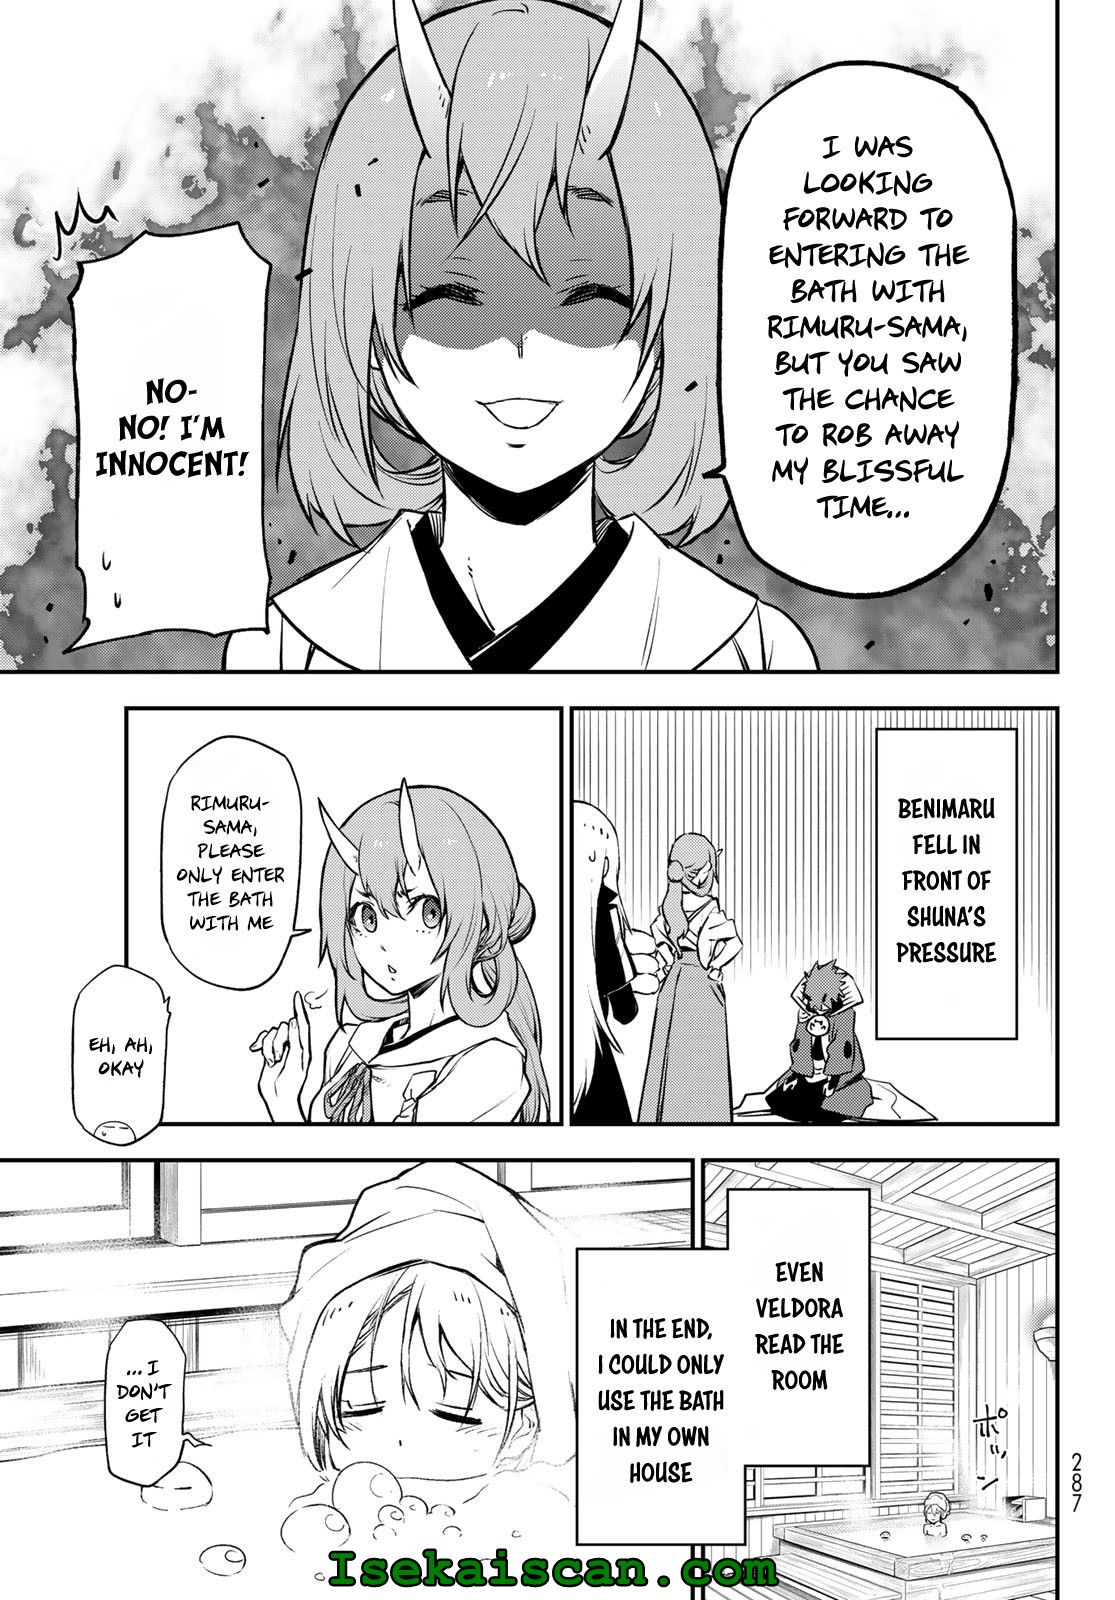 I WAS
LOOKING
FORWARD TO
ENTERING THE
BATH WITH
RIMURU-SAMA,
BUT YOU SAW
THE CHANCE
TO ROB AWAY
MY BLISSFUL
TIME...
NO-
NO! I'M
INNOCENT!
BENIMARU
FELL IN
FRONT OF
SHUNA'S
PRESSURE
RIMURU-
SAMA,
PLEASE
ONLY ENTER
THE BATH
WITH ME
EH, AH,
OKAY
EVEN
VELDORA
READ THE
ROOM
IN THE END,
I COULD ONLY
USE THE BATH
IN MY OWN
HOUSE
ポツン
... I
DON'T
GET
IT
287
Isekaiscan.com